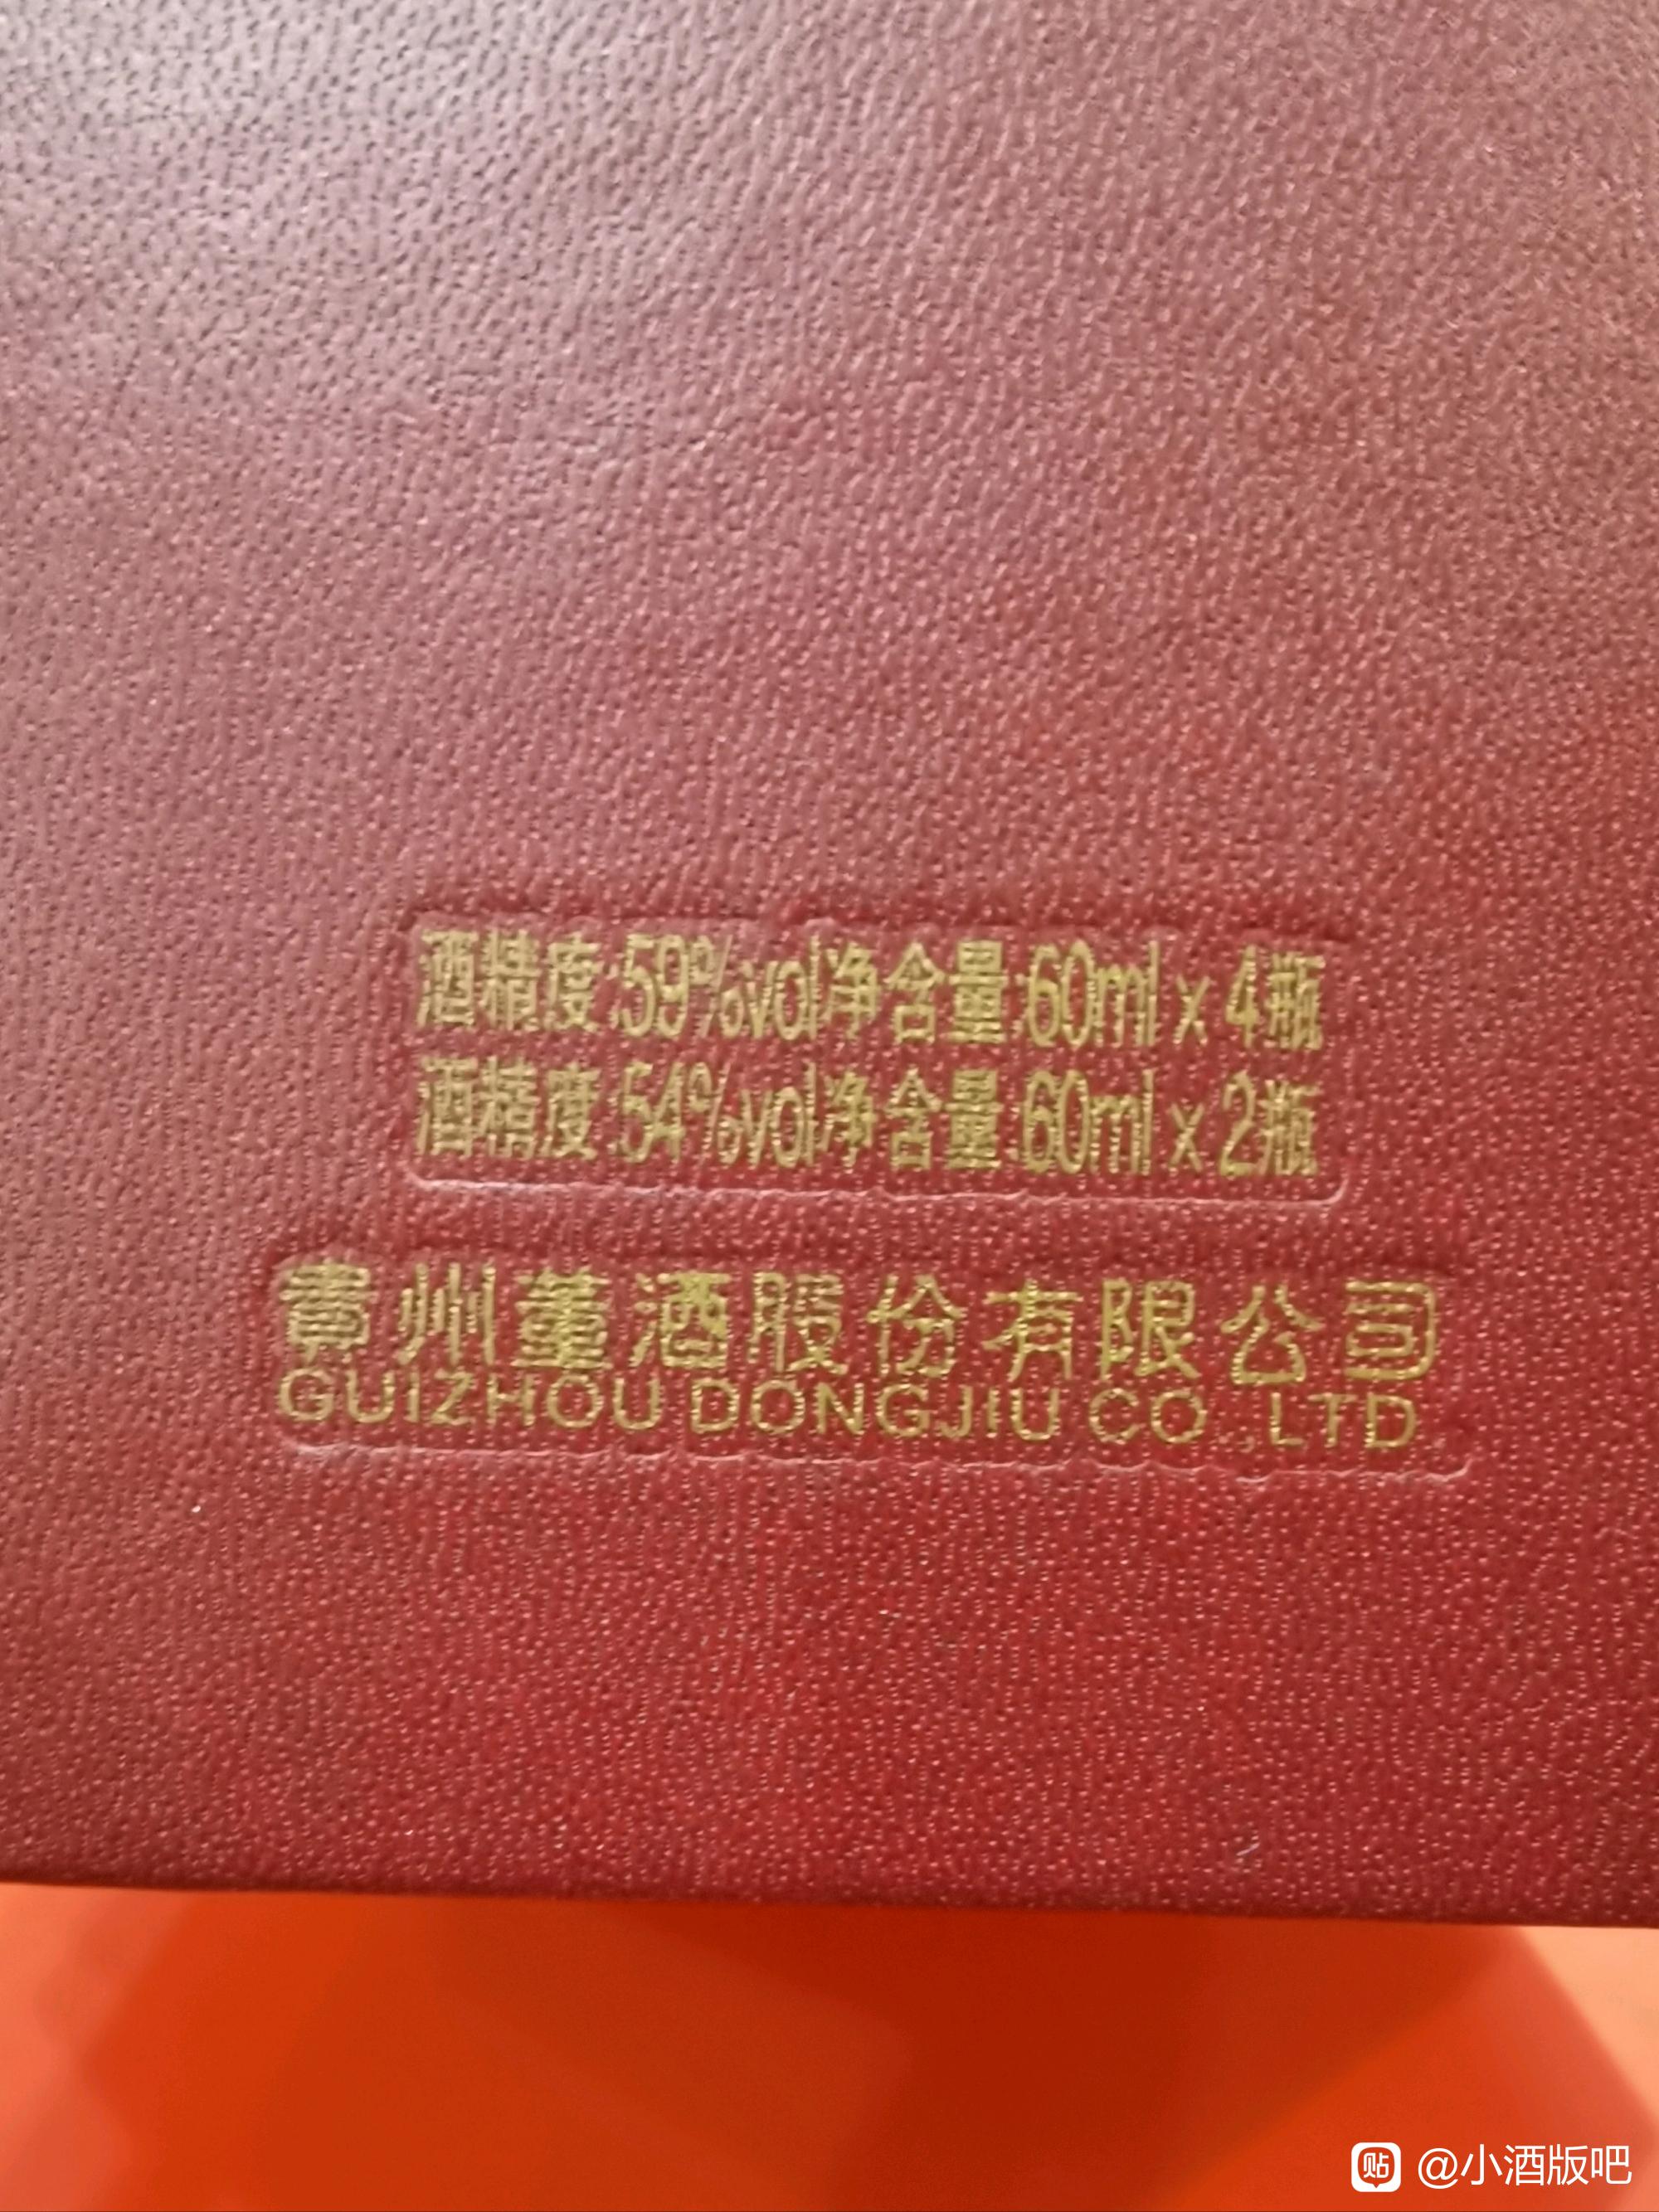 酒精度:59%vol净含量:60ml x 4瓶
酒精度:54%vol净含量:60ml x 2瓶
貴州董酒股份有限公司
GUIZHOU DONGJIU CO.,LTD
贴 @小酒版吧